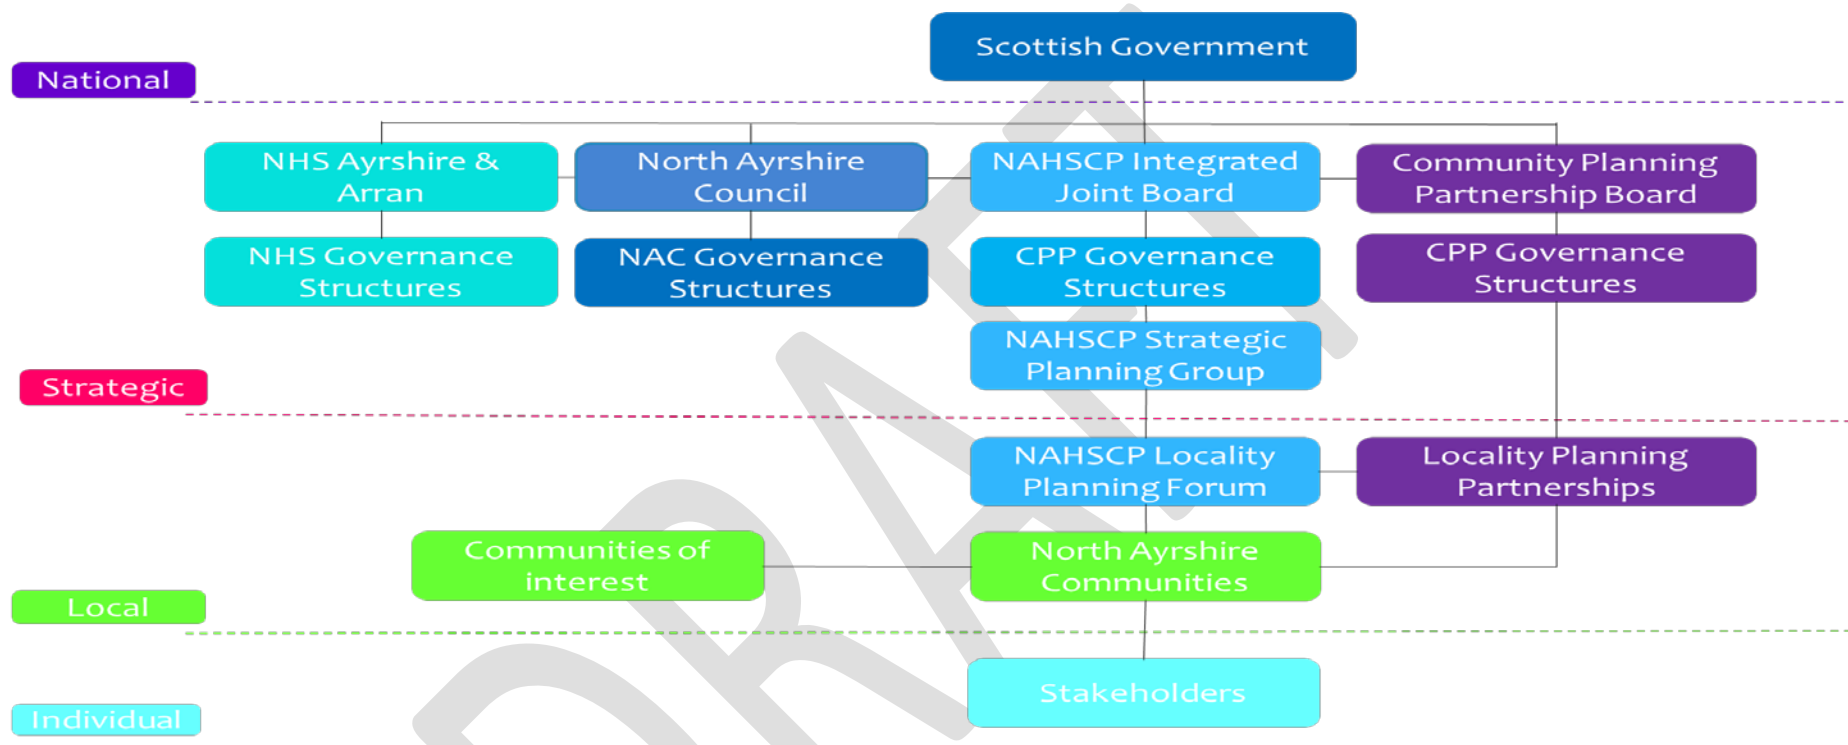 Scottish Government
National
NHS Ayrshire &
Arran
North Ayrshire
Council
NAHSCP Integrated
Joint Board
Community Planning
Partnership Board
NHS Governance
Structures
NAC Governance
Structures
CPP Governance
Structures
CPP Governance
Structures
NAHSCP Strategic
Planning Group
Strategic
NAHSCP Locality
Planning Forum
Locality Planning
Partnerships
Communities of
interest
North Ayrshire
Communities
Local
Stakeholders
Individual
DRAFT